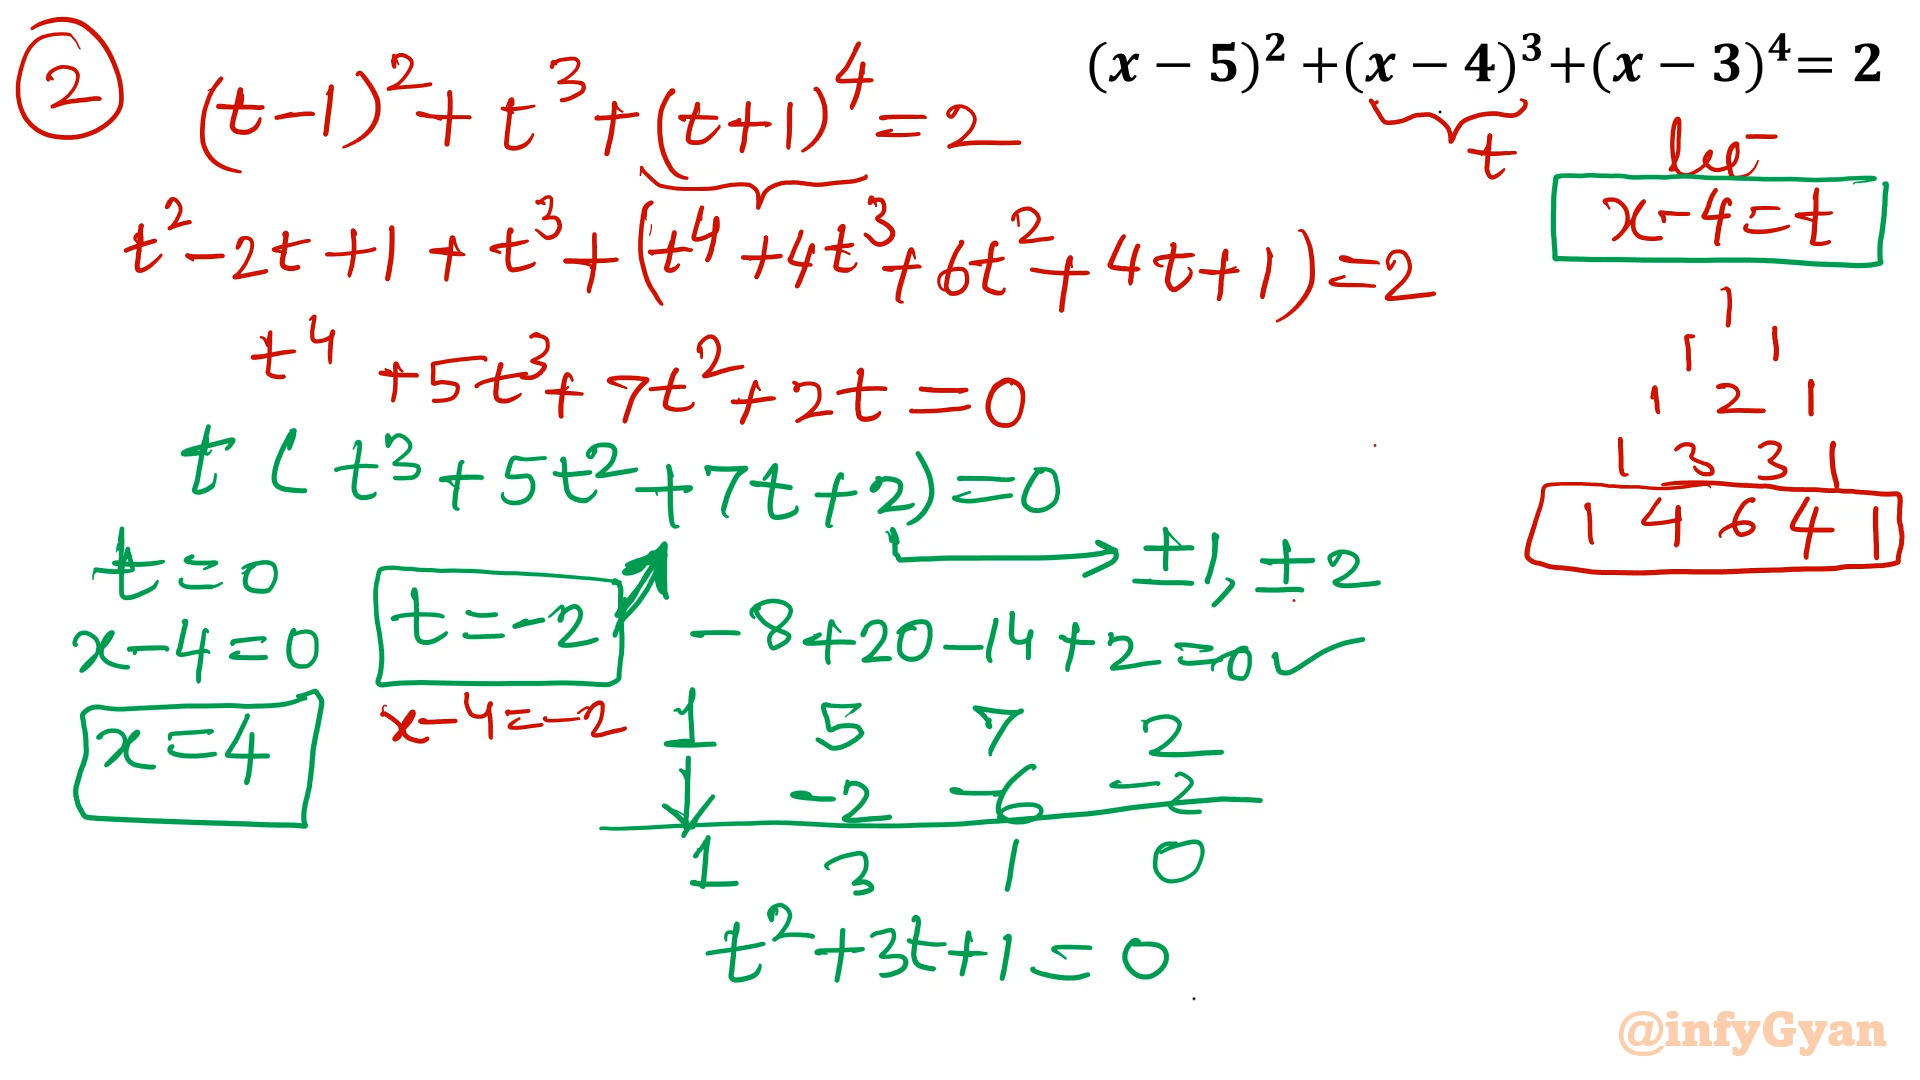 (x − 5)² +(x − 4)³+(x − 3)⁴= 2
2
(t-1)² + t³ + (t+1)⁴ = 2
t
let
x-4=t
t²-2t+1 + t³ + (t⁴+4t³+6t²+4t+1)=2
t⁴ +5t³+7t²+2t=0
1
1 1
1 2 1
1 3 3 1
1 4 6 4 1
t(t³+5t²+7t+2)=0
±1, ±2
t=0
x-4=0
x=4
t=-2
x-4=-2
-8+20-14+2=0✓
1 5 7 2
-2 -6 -2
1 3 1 0
t²+3t+1=0
@infyGyan